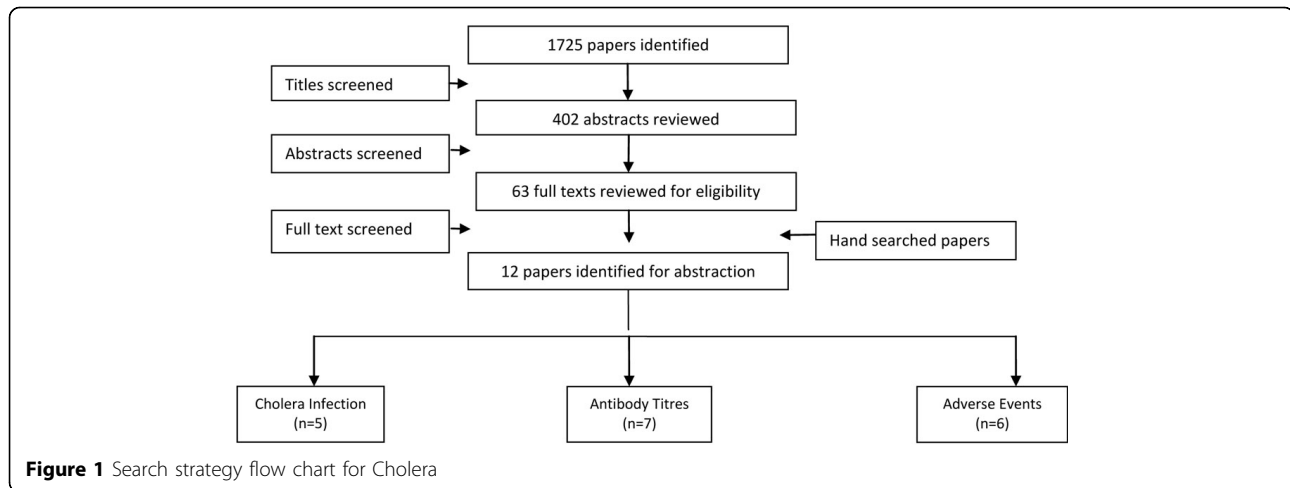 1725 papers identified
Titles screened
402 abstracts reviewed
Abstracts screened
63 full texts reviewed for eligibility
Full text screened
Hand searched papers
12 papers identified for abstraction
Cholera Infection
(n=5)
Antibody Titres
(n=7)
Adverse Events
(n=6)
Figure 1 Search strategy flow chart for Cholera